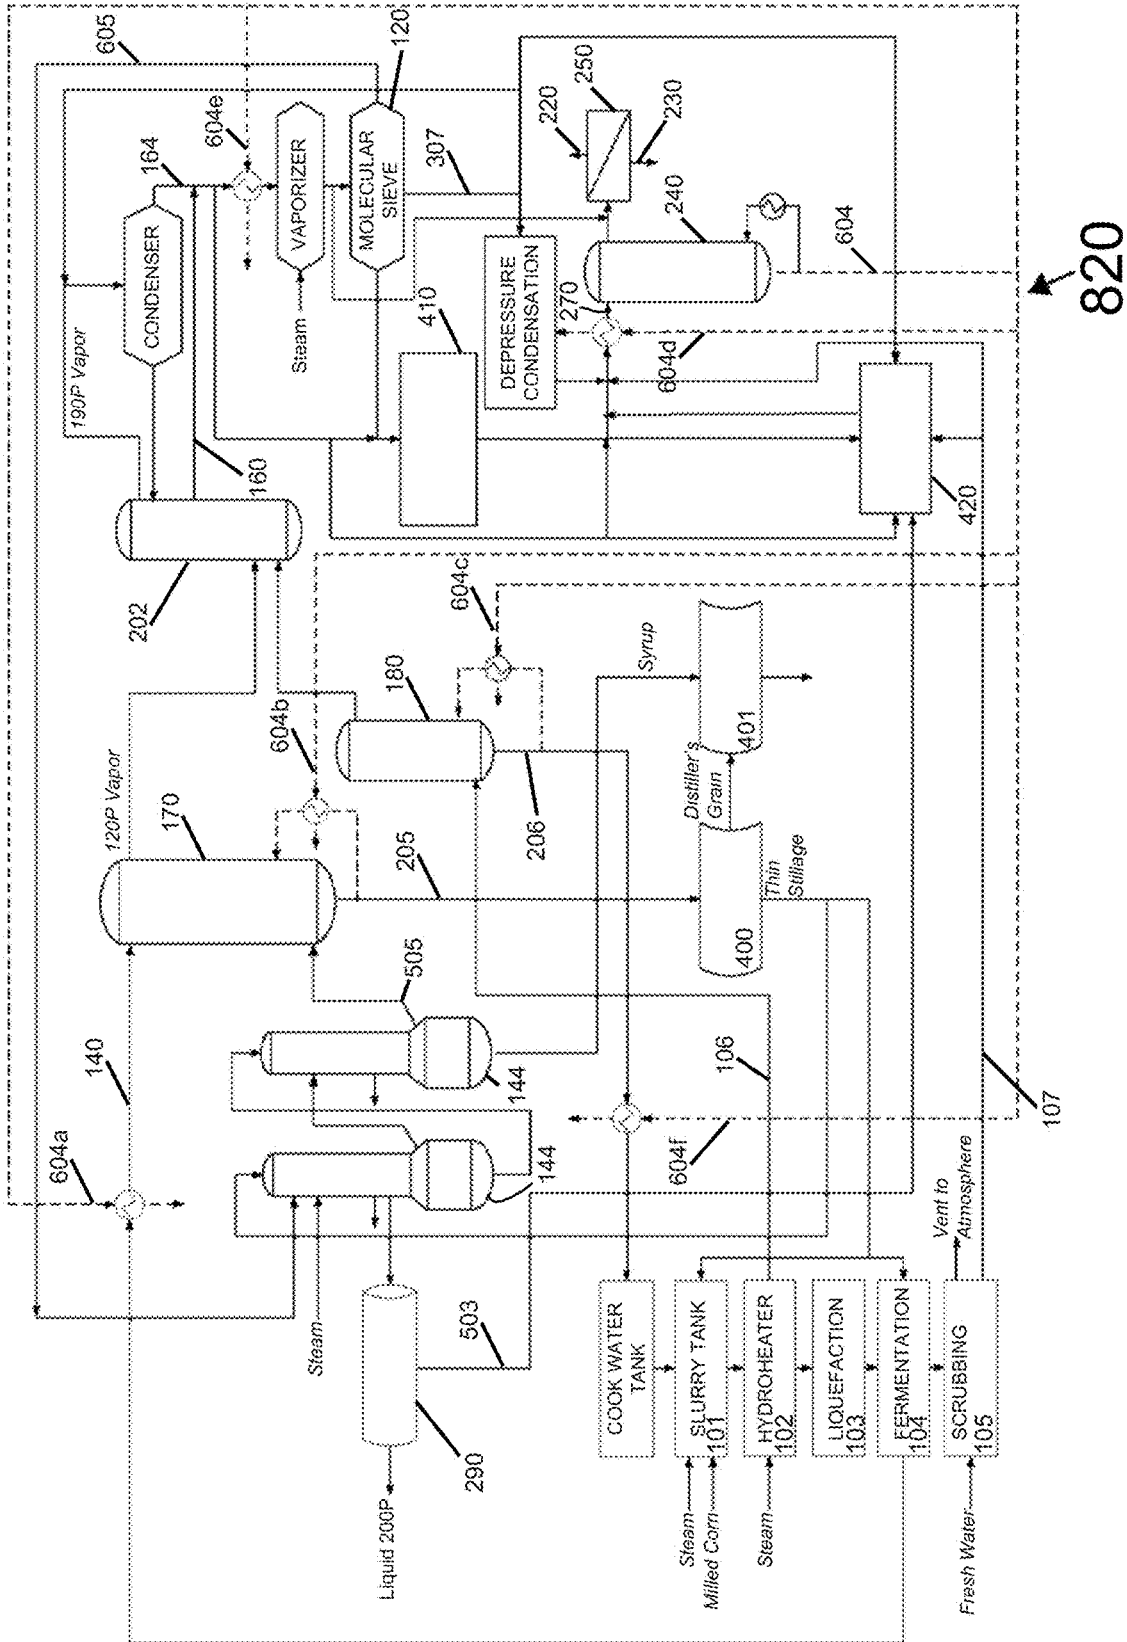 605
120
604e
164
CONDENSER
VAPORIZER
MOLECULAR
SIEVE
307
220
250
230
190P Vapor
Steam
410
DEPRESSURE
CONDENSATION
270
240
604
604d
820
160
202
420
604c
120P Vapor
604b
180
Syrup
401
170
206
Distiller's
Grain
205
Thin
Stillage
400
505
140
144
106
107
604a
144
604f
Vent to
Atmosphere
Steam
503
290
Liquid 200P
COOK WATER
TANK
SLURRY TANK
101
HYDROHEATER
102
LIQUEFACTION
103
FERMENTATION
104
SCRUBBING
105
Steam
Milled Corn
Steam
Fresh Water